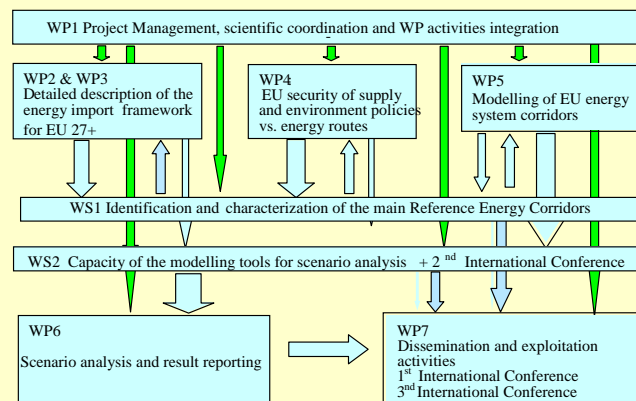 WP1 Project Management, scientific coordination and WP activities integration
WP2 & WP3
Detailed description of the
energy import framework
for EU 27+
WP4
EU security of supply
and environment policies
vs. energy routes
WP5
Modelling of EU energy
system corridors
WS1 Identification and characterization of the main Reference Energy Corridors
WS2 Capacity of the modelling tools for scenario analysis + 2 nd International Conference
WP6
Scenario analysis and result reporting
WP7
Dissemination and exploitation
activities
1st International Conference
3nd International Conference